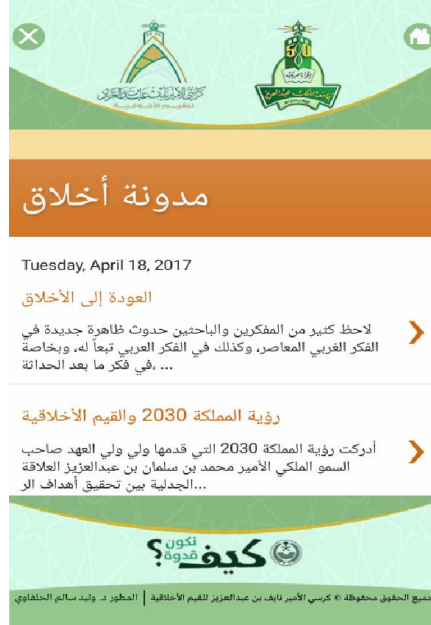 كرسي الأمير نايف بن عبدالعزيز
للقيم الأخلاقية
جامعة الملك عبدالعزيز
مدونة أخلاق
Tuesday, April 18, 2017
العودة إلى الأخلاق
لاحظ كثير من المفكرين والباحثين حدوث ظاهرة جديدة في
الفكر الغربي المعاصر، وكذلك في الفكر العربي تبعاً له، وبخاصة
... ،في فكر ما بعد الحداثة
رؤية المملكة 2030 والقيم الأخلاقية
أدركت رؤية المملكة 2030 التي قدمها ولي ولي العهد صاحب
السمو الملكي الأمير محمد بن سلمان بن عبدالعزيز العلاقة
...الجدلية بين تحقيق أهداف الر
كيف نكون قدوة؟
جميع الحقوق محفوظة © كرسي الأمير نايف بن عبدالعزيز للقيم الأخلاقية | المطور د. وليد سالم الحلفاوي